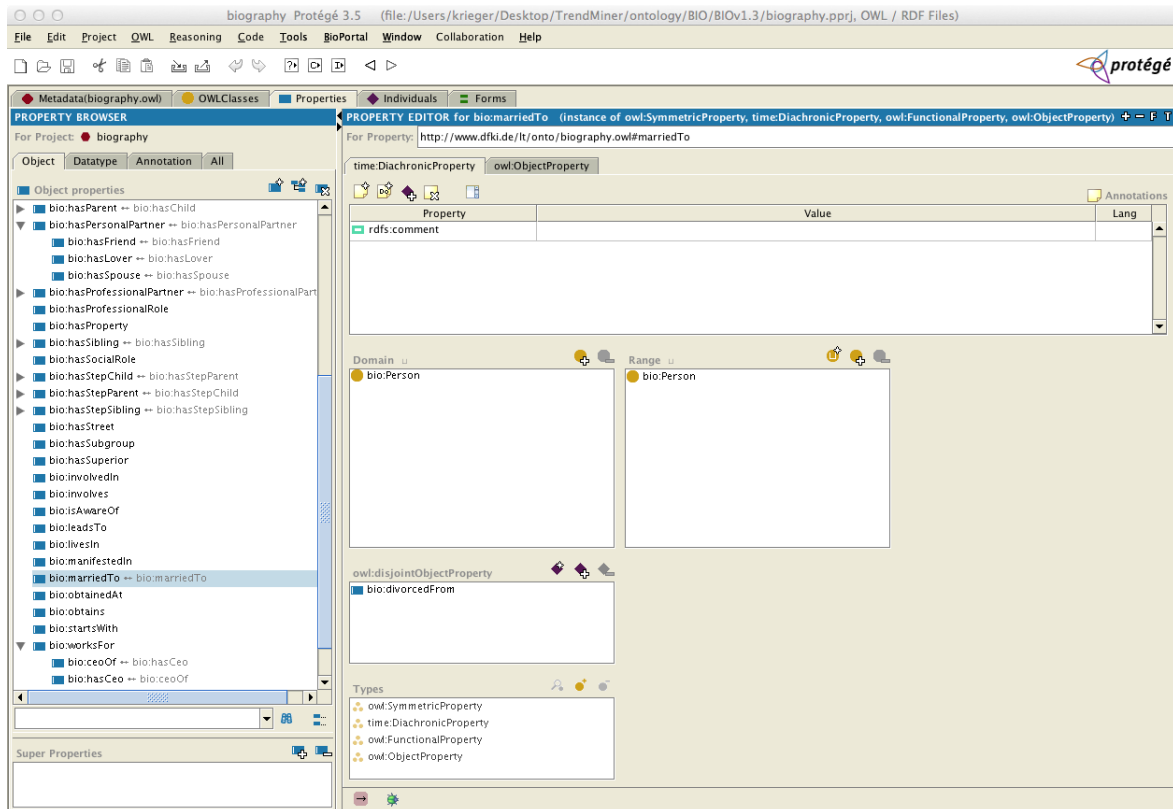 biography Protégé 3.5 (file:/Users/krieger/Desktop/TrendMiner/ontology/BIO/BIOv1.3/biography.pprj, OWL / RDF Files)
File Edit Project OWL Reasoning Code Tools BioPortal Window Collaboration Help
protégé
Metadata(biography.owl) OWLClasses Properties Individuals Forms
PROPERTY BROWSER
For Project: biography
Object Datatype Annotation All
Object properties
bio:hasParent ↔ bio:hasChild
bio:hasPersonalPartner ↔ bio:hasPersonalPartner
bio:hasFriend ↔ bio:hasFriend
bio:hasLover ↔ bio:hasLover
bio:hasSpouse ↔ bio:hasSpouse
bio:hasProfessionalPartner ↔ bio:hasProfessionalPart
bio:hasProfessionalRole
bio:hasProperty
bio:hasSibling ↔ bio:hasSibling
bio:hasSocialRole
bio:hasStepChild ↔ bio:hasStepParent
bio:hasStepParent ↔ bio:hasStepChild
bio:hasStepSibling ↔ bio:hasStepSibling
bio:hasStreet
bio:hasSubgroup
bio:hasSuperior
bio:involvedIn
bio:involves
bio:isAwareOf
bio:leadsTo
bio:livesIn
bio:manifestedIn
bio:marriedTo ↔ bio:marriedTo
bio:obtainedAt
bio:obtains
bio:startsWith
bio:worksFor
bio:ceoOf ↔ bio:hasCeo
bio:hasCeo ↔ bio:ceoOf
Super Properties
PROPERTY EDITOR for bio:marriedTo (instance of owl:SymmetricProperty, time:DiachronicProperty, owl:FunctionalProperty, owl:ObjectProperty) + − F T
For Property: http://www.dfki.de/lt/onto/biography.owl#marriedTo
time:DiachronicProperty owl:ObjectProperty
Annotations
Property Value Lang
rdfs:comment
Domain ⊔
bio:Person
Range ⊔
bio:Person
owl:disjointObjectProperty
bio:divorcedFrom
Types
owl:SymmetricProperty
time:DiachronicProperty
owl:FunctionalProperty
owl:ObjectProperty